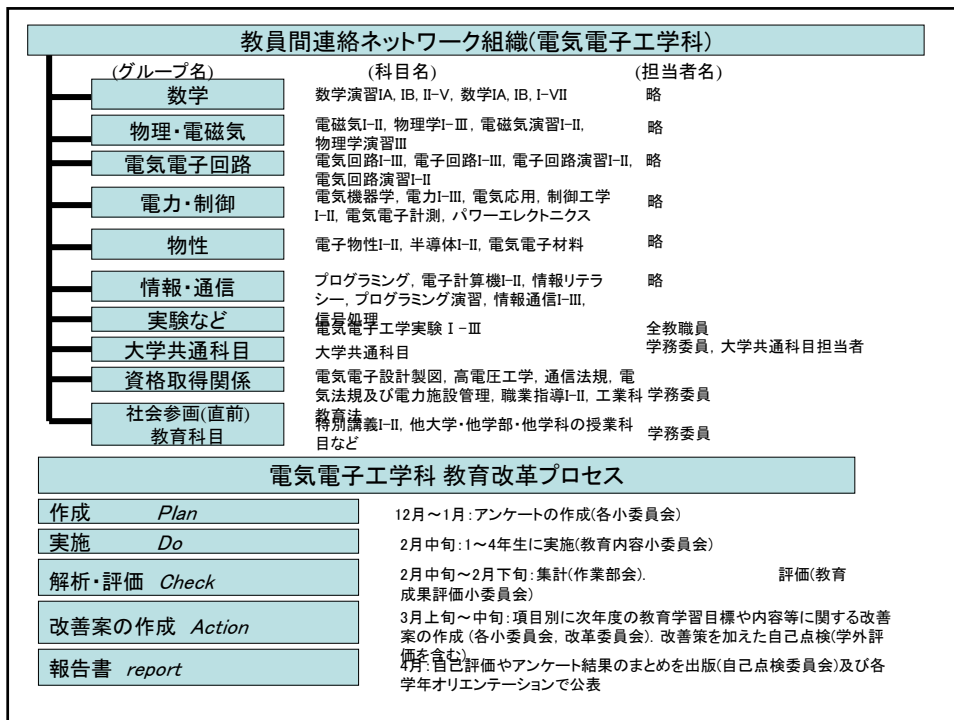 教員間連絡ネットワーク組織(電気電子工学科)
(グループ名) (科目名) (担当者名)
数学 数学演習IA, IB, II-V, 数学IA, IB, I-VII 略
物理・電磁気 電磁気I-II, 物理学I-III, 電磁気演習I-II, 略
物理学演習III
電気電子回路 電気回路I-III, 電子回路I-III, 電子回路演習I-II, 略
電気回路演習I-II
電力・制御 電気機器学, 電力I-III, 電気応用, 制御工学 略
I-II, 電気電子計測, パワーエレクトニクス
物性 電子物性I-II, 半導体I-II, 電気電子材料 略
情報・通信 プログラミング, 電子計算機I-II, 情報リテラ 略
シー, プログラミング演習, 情報通信I-III,
信号処理
実験など 電気電子工学実験 I -III 全教職員
大学共通科目 大学共通科目 学務委員, 大学共通科目担当者
資格取得関係 電気電子設計製図, 高電圧工学, 通信法規, 電 学務委員
気法規及び電力施設管理, 職業指導I-II, 工業科
教育法
社会参画(直前)
教育科目 特別講義I-II, 他大学・他学部・他学科の授業科 学務委員
目など
電気電子工学科 教育改革プロセス
作成 Plan 12月～1月：アンケートの作成(各小委員会)
実施 Do 2月中旬：1～4年生に実施(教育内容小委員会)
解析・評価 Check 2月中旬～2月下旬：集計(作業部会). 評価(教育
成果評価小委員会)
改善案の作成 Action 3月上旬～中旬：項目別に次年度の教育学習目標や内容等に関する改善
案の作成 (各小委員会, 改革委員会). 改善策を加えた自己点検(学外評
価を含む)
報告書 report 4月：自己評価やアンケート結果のまとめを出版(自己点検委員会)及び各
学年オリエンテーションで公表